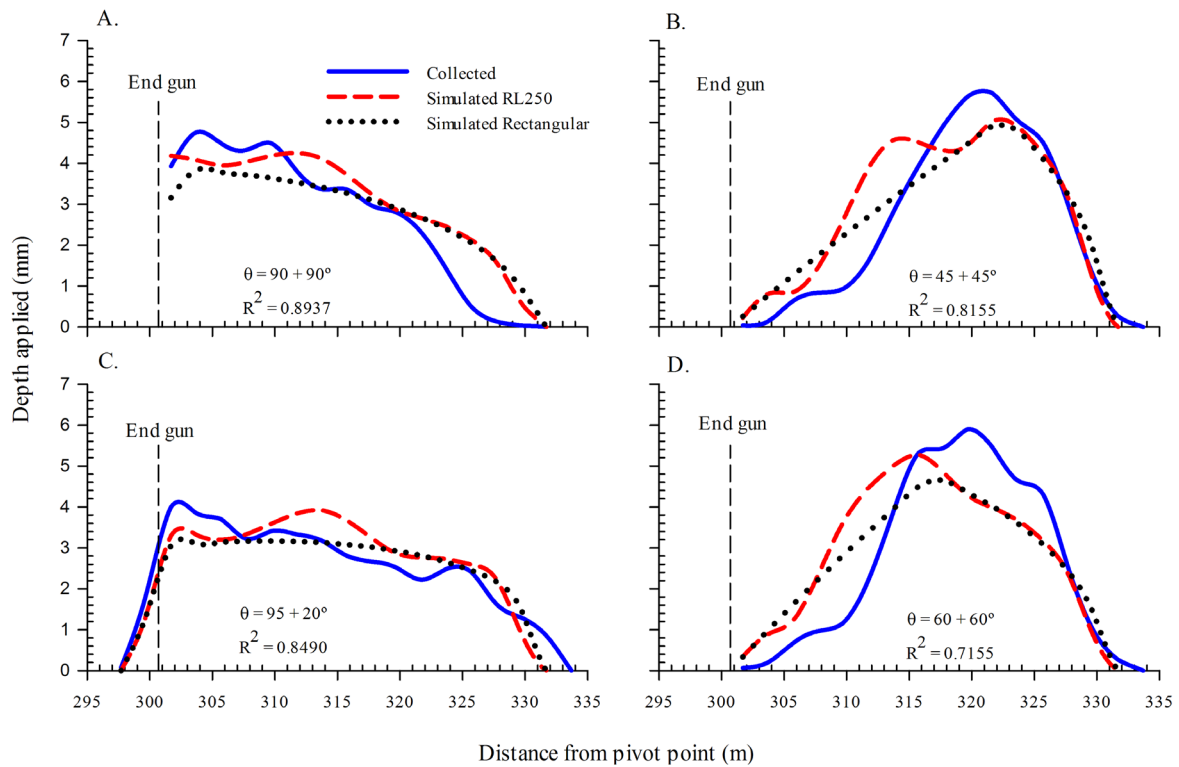 A.
7
6
5
4
3
2
1
0
End gun
Collected
Simulated RL250
Simulated Rectangular
θ = 90 + 90º
R² = 0.8937
B.
7
6
5
4
3
2
1
0
End gun
θ = 45 + 45º
R² = 0.8155
Depth applied (mm)
C.
7
6
5
4
3
2
1
0
End gun
θ = 95 + 20º
R² = 0.8490
295 300 305 310 315 320 325 330 335
D.
7
6
5
4
3
2
1
0
End gun
θ = 60 + 60º
R² = 0.7155
295 300 305 310 315 320 325 330 335
Distance from pivot point (m)